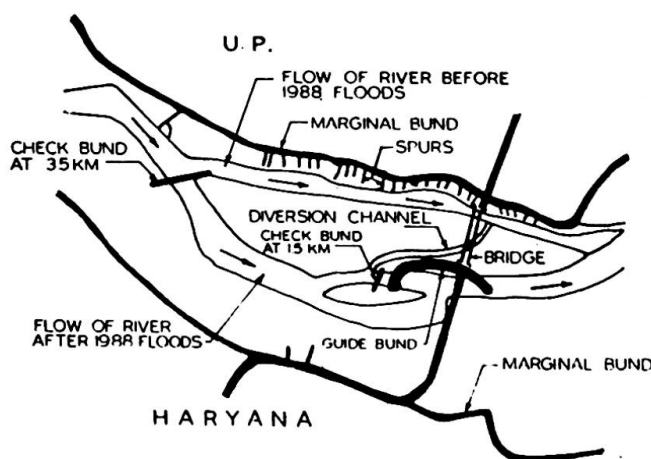 U.P.
FLOW OF RIVER BEFORE
1988 FLOODS
MARGINAL BUND
SPURS
CHECK BUND
AT 35KM
DIVERSION CHANNEL
CHECK BUND
AT 15 KM
BRIDGE
FLOW OF RIVER
AFTER 1988 FLOODS
GUIDE BUND
MARGINAL BUND
HARYANA